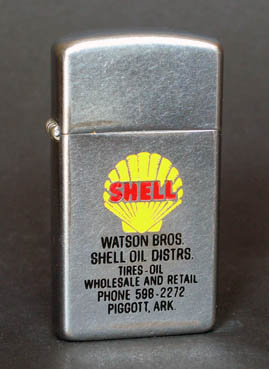 SHELL
WATSON BROS.
SHELL OIL DISTRS.
TIRES-OIL
WHOLESALE AND RETAIL
PHONE 598-2272
PIGGOTT, ARK.